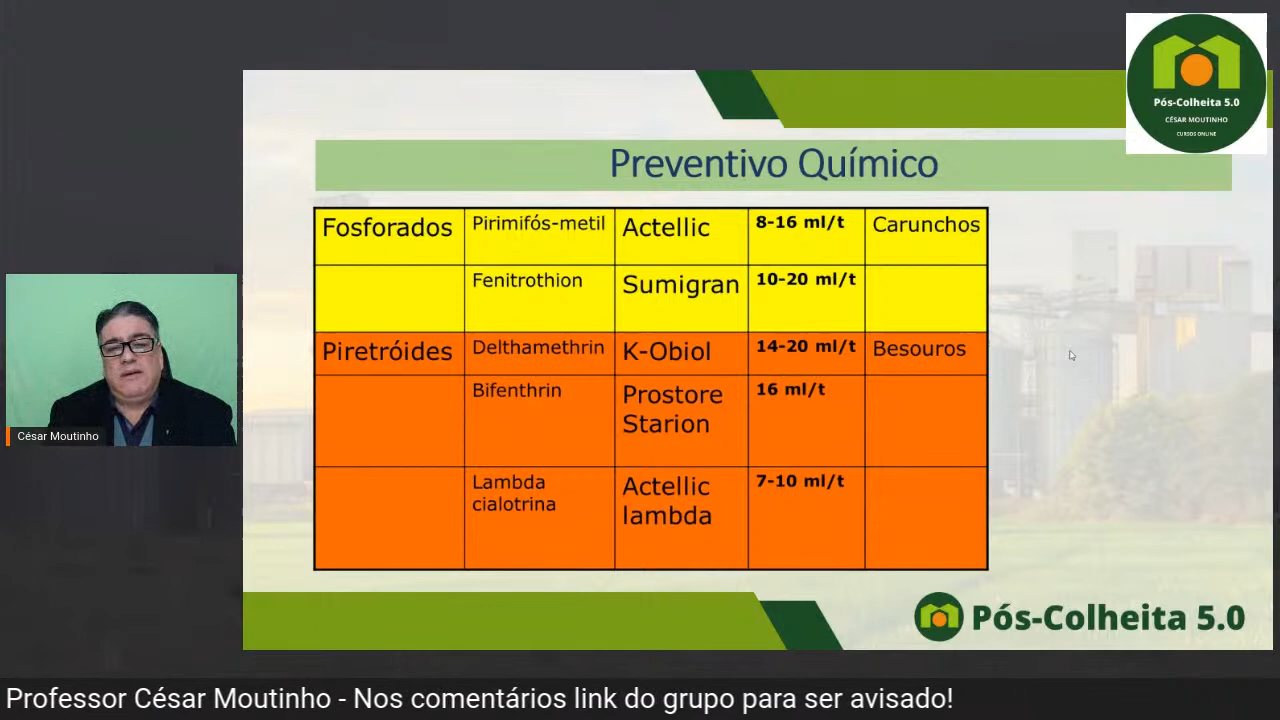 Pós-Colheita 5.0
CÉSAR MOUTINHO
CURSOS ONLINE
Preventivo Químico
Fosforados Pirimifós-metil Actellic 8-16 ml/t Carunchos
Fenitrothion Sumigran 10-20 ml/t
Piretróides Delthamethrin K-Obiol 14-20 ml/t Besouros
Bifenthrin Prostore 16 ml/t
Starion
Lambda Actellic 7-10 ml/t
cialotrina lambda
César Moutinho
Pós-Colheita 5.0
Professor César Moutinho - Nos comentários link do grupo para ser avisado!